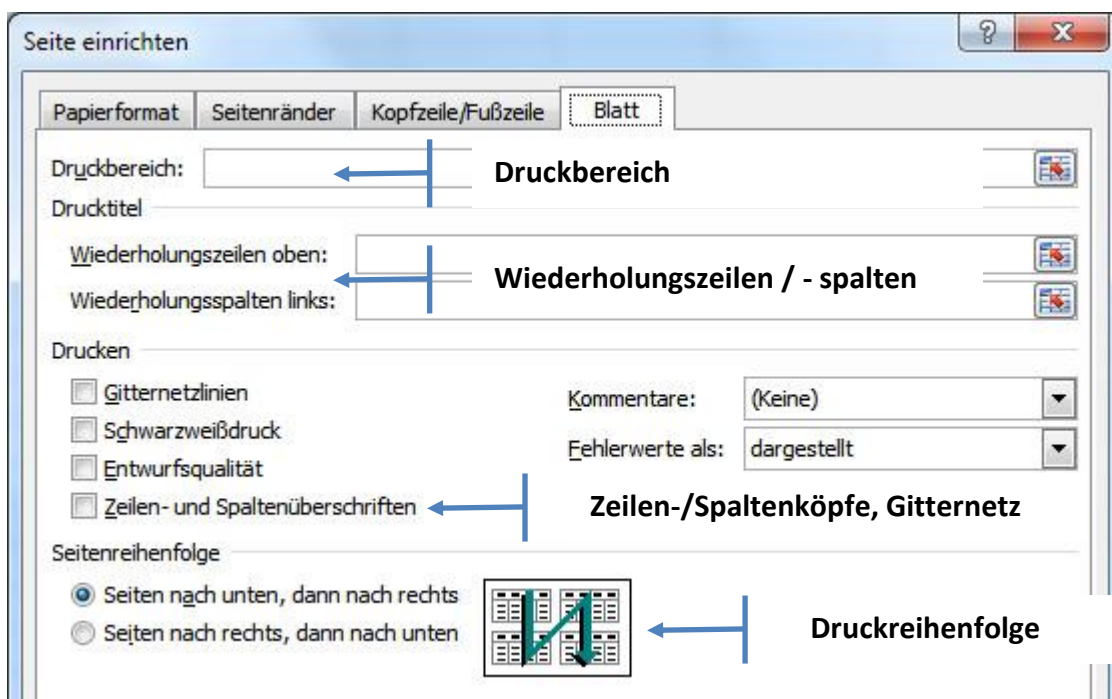 Seite einrichten
Papierformat Seitenränder Kopfzeile/Fußzeile Blatt
Druckbereich: Druckbereich
Drucktitel
Wiederholungszeilen oben:
Wiederholungszeilen / - spalten
Wiederholungsspalten links:
Drucken
Gitternetzlinien Kommentare: (Keine)
Schwarzweißdruck
Fehlerwerte als: dargestellt
Entwurfsqualität
Zeilen- und Spaltenüberschriften Zeilen-/Spaltenköpfe, Gitternetz
Seitenreihenfolge
Seiten nach unten, dann nach rechts
Seiten nach rechts, dann nach unten Druckreihenfolge